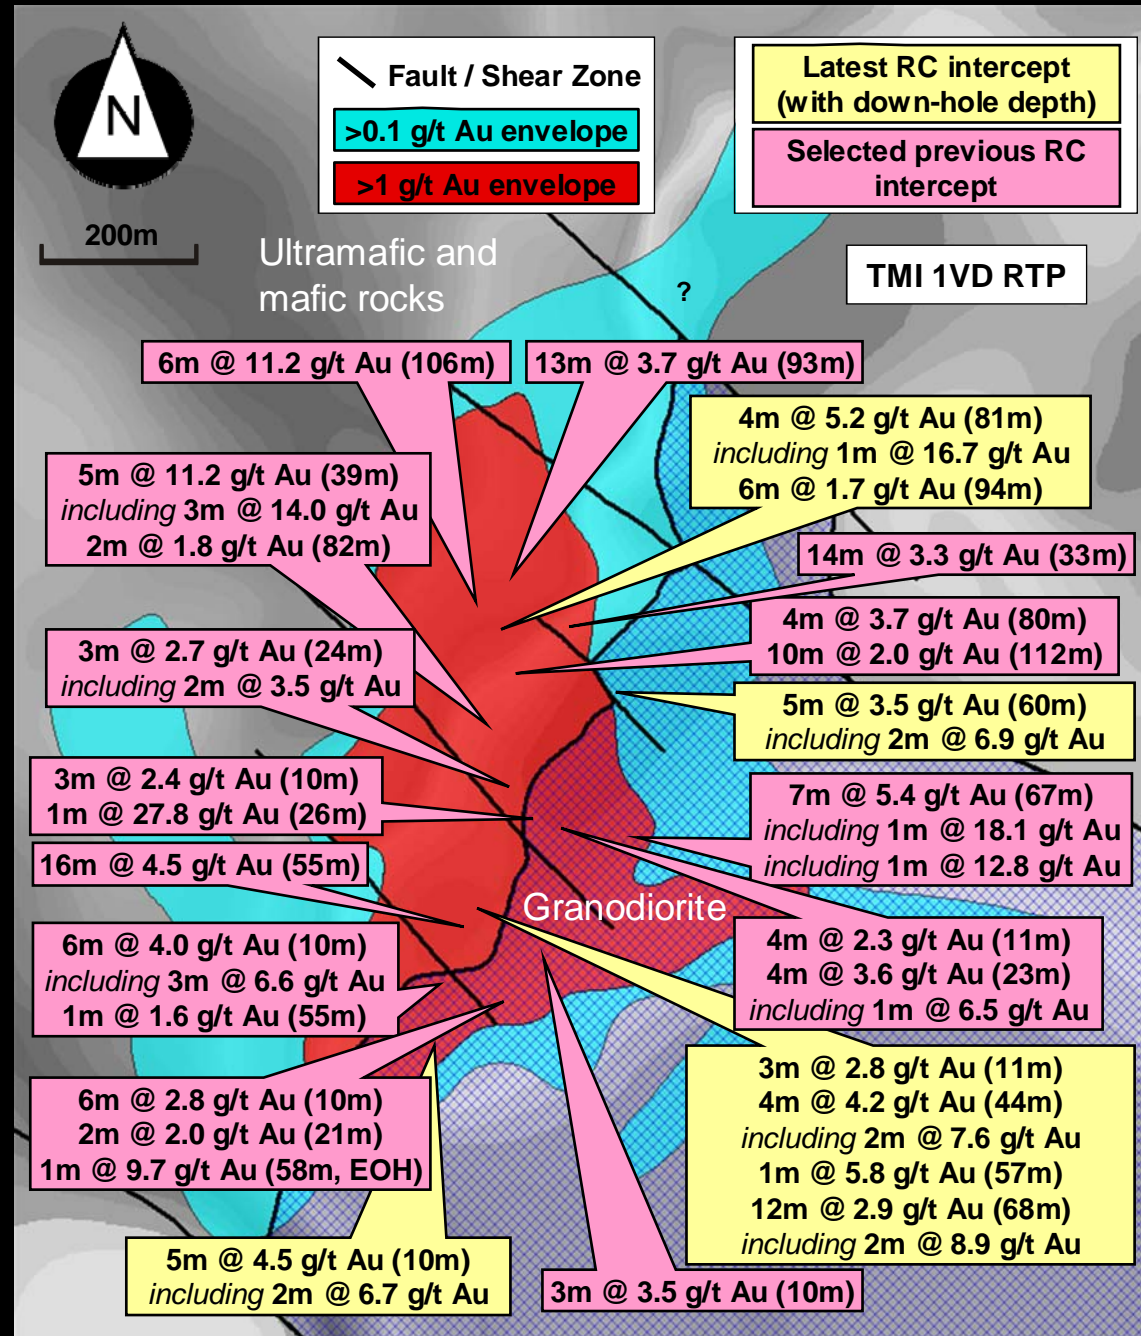 N
200m
Fault / Shear Zone
>0.1 g/t Au envelope
>1 g/t Au envelope
Latest RC intercept
(with down-hole depth)
Selected previous RC
intercept
TMI 1VD RTP
Ultramafic and
mafic rocks
?
6m @ 11.2 g/t Au (106m)
13m @ 3.7 g/t Au (93m)
4m @ 5.2 g/t Au (81m)
including 1m @ 16.7 g/t Au
6m @ 1.7 g/t Au (94m)
5m @ 11.2 g/t Au (39m)
including 3m @ 14.0 g/t Au
2m @ 1.8 g/t Au (82m)
14m @ 3.3 g/t Au (33m)
4m @ 3.7 g/t Au (80m)
10m @ 2.0 g/t Au (112m)
3m @ 2.7 g/t Au (24m)
including 2m @ 3.5 g/t Au
5m @ 3.5 g/t Au (60m)
including 2m @ 6.9 g/t Au
3m @ 2.4 g/t Au (10m)
1m @ 27.8 g/t Au (26m)
7m @ 5.4 g/t Au (67m)
including 1m @ 18.1 g/t Au
including 1m @ 12.8 g/t Au
16m @ 4.5 g/t Au (55m)
Granodiorite
4m @ 2.3 g/t Au (11m)
4m @ 3.6 g/t Au (23m)
including 1m @ 6.5 g/t Au
6m @ 4.0 g/t Au (10m)
including 3m @ 6.6 g/t Au
1m @ 1.6 g/t Au (55m)
3m @ 2.8 g/t Au (11m)
4m @ 4.2 g/t Au (44m)
including 2m @ 7.6 g/t Au
1m @ 5.8 g/t Au (57m)
12m @ 2.9 g/t Au (68m)
including 2m @ 8.9 g/t Au
6m @ 2.8 g/t Au (10m)
2m @ 2.0 g/t Au (21m)
1m @ 9.7 g/t Au (58m, EOH)
5m @ 4.5 g/t Au (10m)
including 2m @ 6.7 g/t Au
3m @ 3.5 g/t Au (10m)